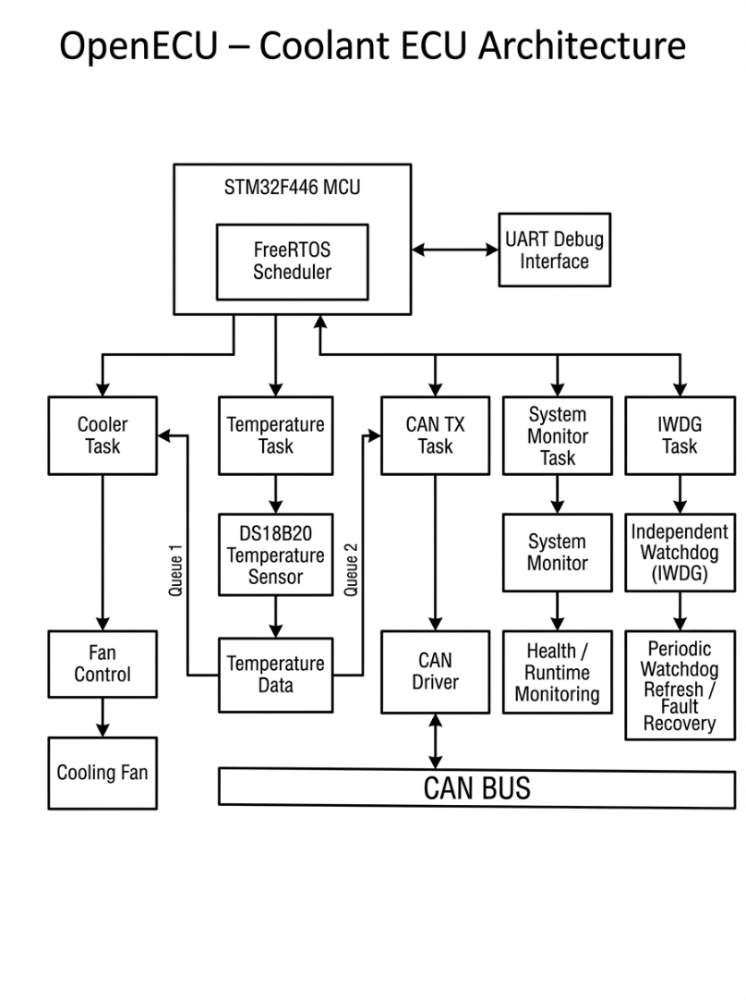 OpenECU – Coolant ECU Architecture
STM32F446 MCU
FreeRTOS
Scheduler
UART Debug
Interface
Cooler
Task
Temperature
Task
CAN TX
Task
System
Monitor
Task
IWDG
Task
Queue 1
DS18B20
Temperature
Sensor
Queue 2
System
Monitor
Independent
Watchdog
(IWDG)
Fan
Control
Temperature
Data
CAN
Driver
Health /
Runtime
Monitoring
Periodic
Watchdog
Refresh /
Fault
Recovery
Cooling Fan
CAN BUS